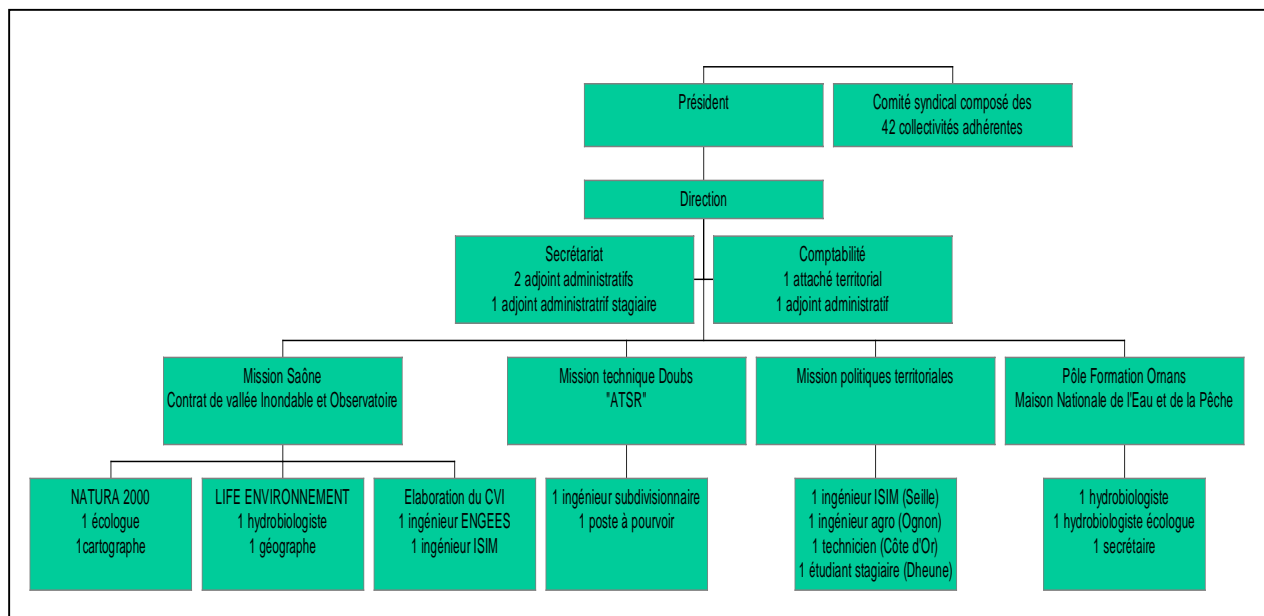 Président
Comité syndical composé des
42 collectivités adhérentes
Direction
Secrétariat
2 adjoint administratifs
1 adjoint administratrif stagiaire
Comptabilité
1 attaché territorial
1 adjoint administratif
Mission Saône
Contrat de vallée Inondable et Observatoire
Mission technique Doubs
"ATSR"
Mission politiques territoriales
Pôle Formation Ornans
Maison Nationale de l'Eau et de la Pêche
NATURA 2000
1 écologue
1cartographe
LIFE ENVIRONNEMENT
1 hydrobiologiste
1 géographe
Elaboration du CVI
1 ingénieur ENGEES
1 ingénieur ISIM
1 ingénieur subdivisionnaire
1 poste à pourvoir
1 ingénieur ISIM (Seille)
1 ingénieur agro (Ognon)
1 technicien (Côte d'Or)
1 étudiant stagiaire (Dheune)
1 hydrobiologiste
1 hydrobiologiste écologue
1 secrétaire